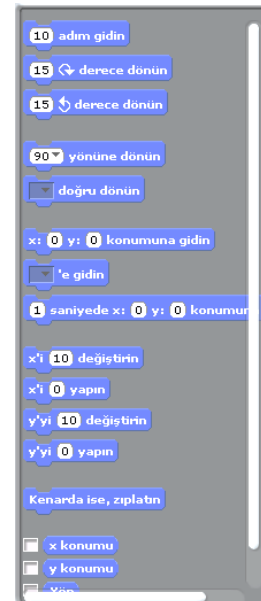 10 adım gidin
15 derece dönün
15 derece dönün
90 yönüne dönün
doğru dönün
x: 0 y: 0 konumuna gidin
'e gidin
1 saniyede x: 0 y: 0 konumun
x'i 10 değiştirin
x'i 0 yapın
y'yi 10 değiştirin
y'yi 0 yapın
Kenarda ise, zıplatın
x konumu
y konumu
Yön